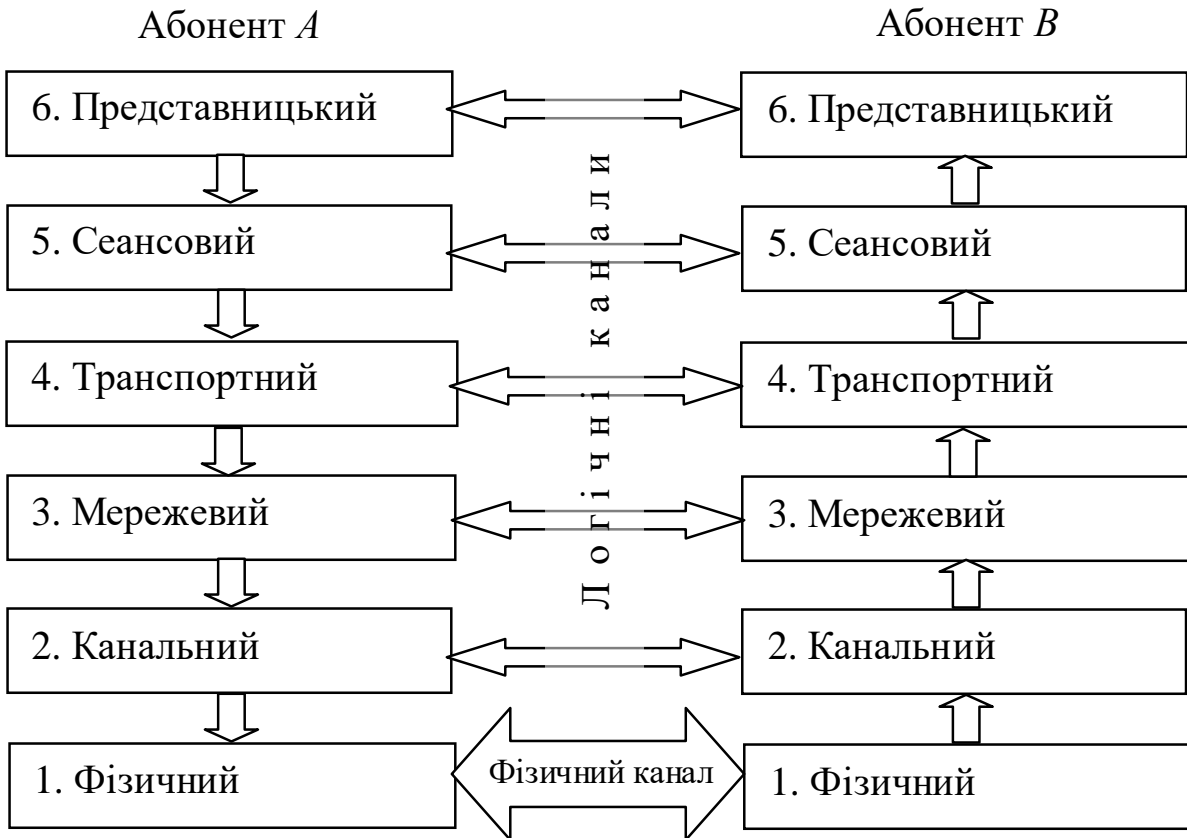 Абонент A
Абонент B
6. Представницький
6. Представницький
5. Сеансовий
5. Сеансовий
4. Транспортний
4. Транспортний
3. Мережевий
3. Мережевий
2. Канальний
2. Канальний
1. Фізичний
1. Фізичний
Логічні канали
Фізичний канал